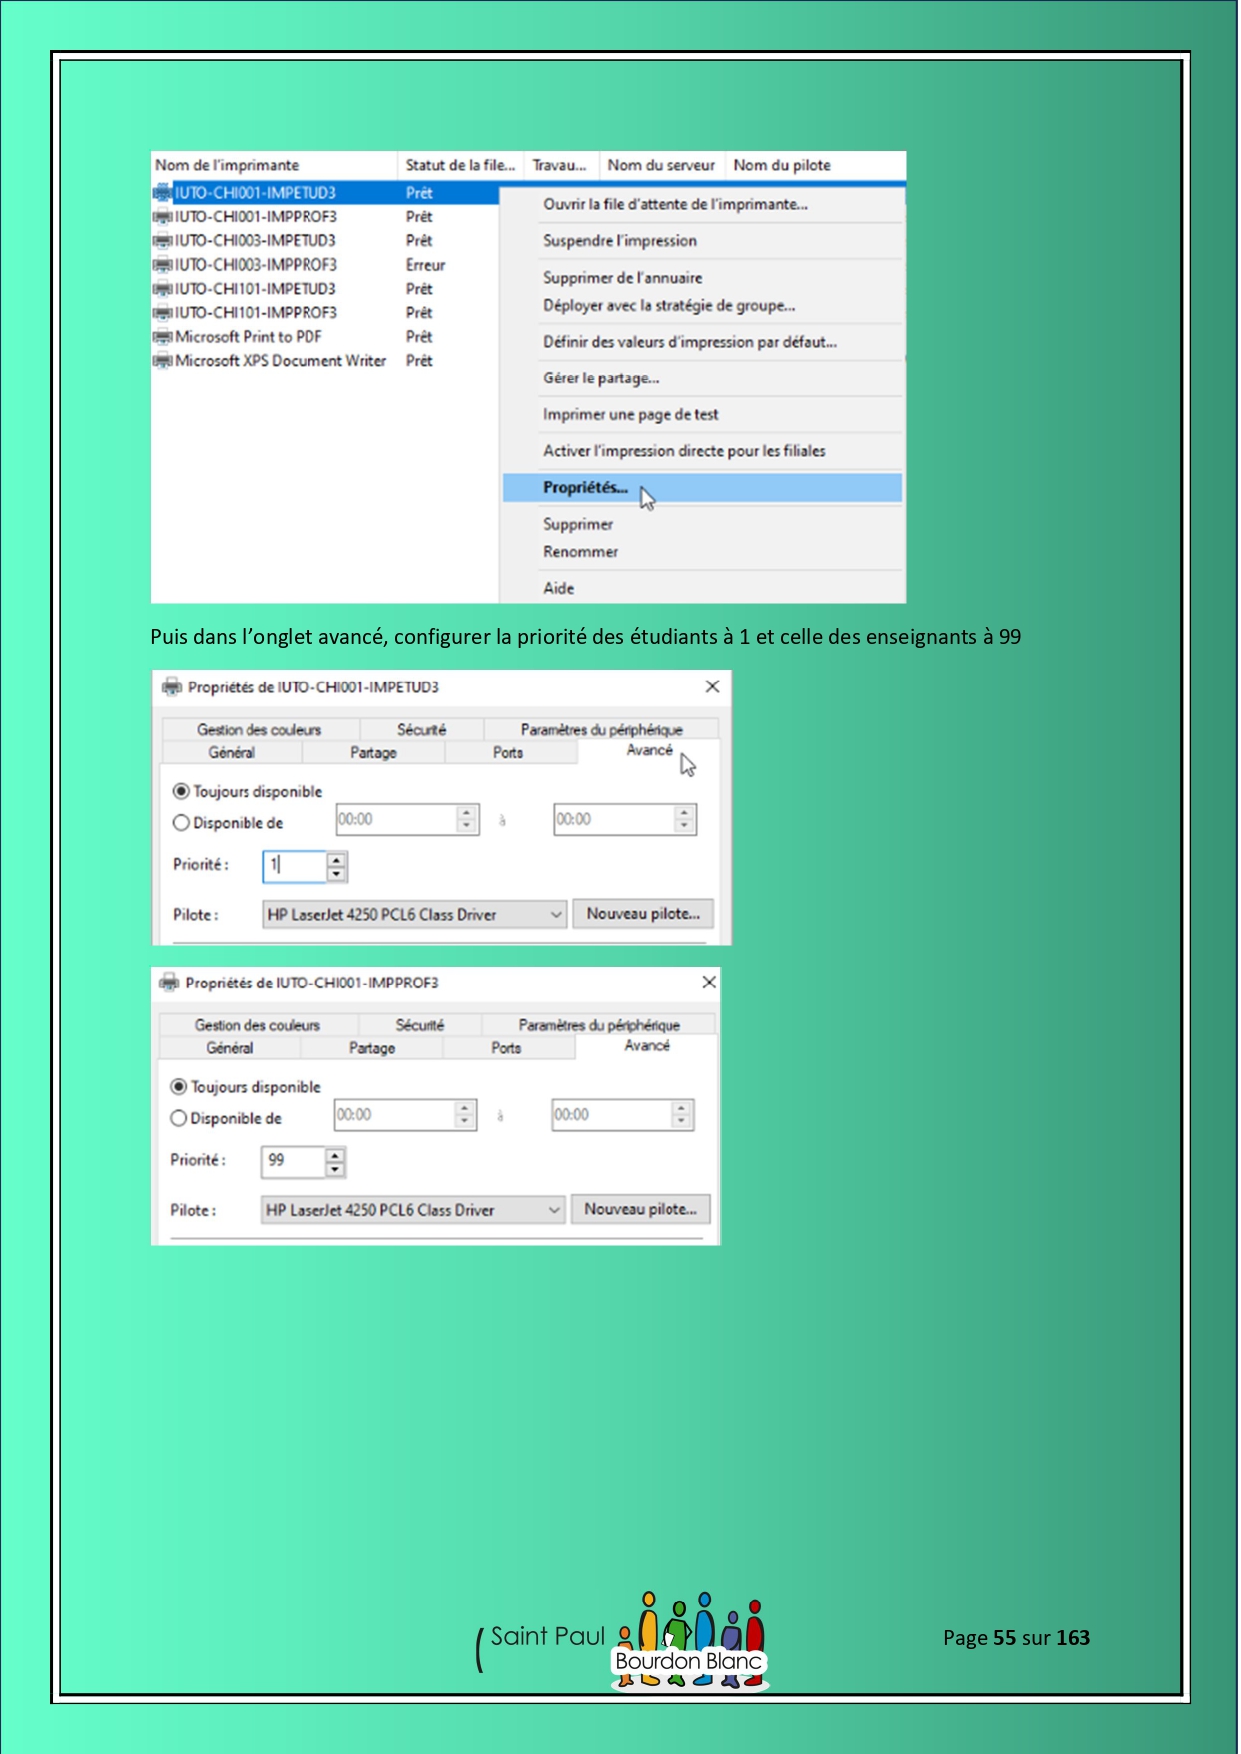 Nom de l'imprimante Statut de la file... Travau... Nom du serveur Nom du pilote
IUTO-CHI001-IMPETUD3 Prêt
IUTO-CHI001-IMPPROF3 Prêt
IUTO-CHI003-IMPETUD3 Prêt
IUTO-CHI003-IMPPROF3 Erreur
IUTO-CHI101-IMPETUD3 Prêt
IUTO-CHI101-IMPPROF3 Prêt
Microsoft Print to PDF Prêt
Microsoft XPS Document Writer Prêt
Ouvrir la file d'attente de l'imprimante...
Suspendre l'impression
Supprimer de l'annuaire
Déployer avec la stratégie de groupe...
Définir des valeurs d'impression par défaut...
Gérer le partage...
Imprimer une page de test
Activer l'impression directe pour les filiales
Propriétés...
Supprimer
Renommer
Aide
Puis dans l'onglet avancé, configurer la priorité des étudiants à 1 et celle des enseignants à 99
Propriétés de IUTO-CHI001-IMPETUD3
Gestion des couleurs Sécurité Paramètres du périphérique
Général Partage Ports Avancé
Toujours disponible
Disponible de 00:00 à 00:00
Priorité : 1
Pilote : HP LaserJet 4250 PCL6 Class Driver Nouveau pilote...
Propriétés de IUTO-CHI001-IMPPROF3
Gestion des couleurs Sécurité Paramètres du périphérique
Général Partage Ports Avancé
Toujours disponible
Disponible de 00:00 à 00:00
Priorité : 99
Pilote : HP LaserJet 4250 PCL6 Class Driver Nouveau pilote...
Saint Paul
Bourdon Blanc
Page 55 sur 163